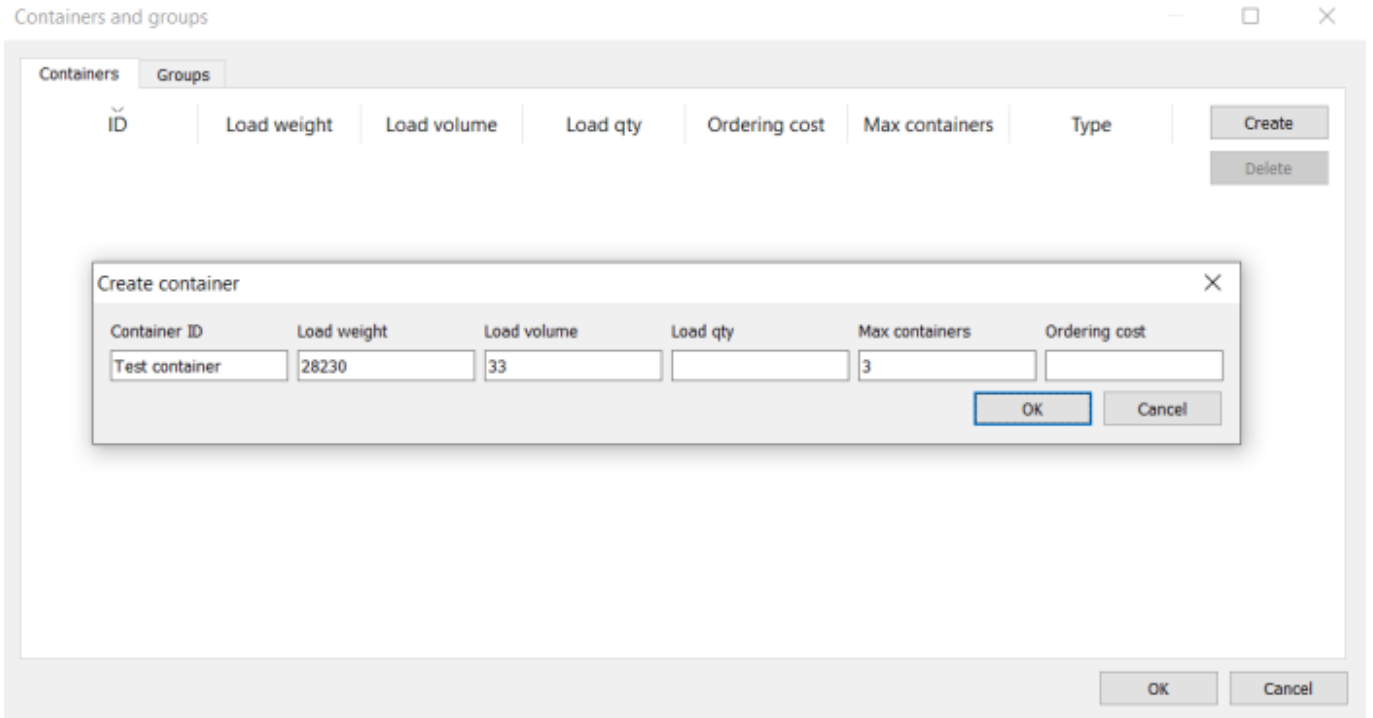 Containers and groups
Containers Groups
ID Load weight Load volume Load qty Ordering cost Max containers Type Create
Delete
Create container
Container ID Load weight Load volume Load qty Max containers Ordering cost
Test container 28230 33 3
OK Cancel
OK Cancel